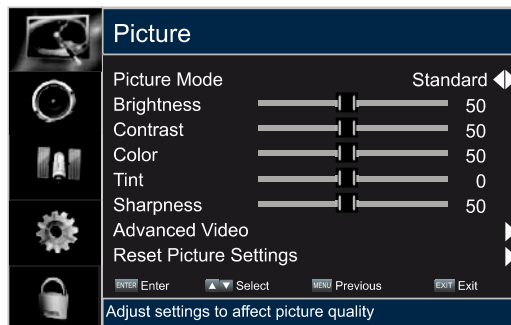 Picture
Picture Mode Standard
Brightness 50
Contrast 50
Color 50
Tint 0
Sharpness 50
Advanced Video
Reset Picture Settings
ENTER Enter Select MENU Previous EXIT Exit
Adjust settings to affect picture quality